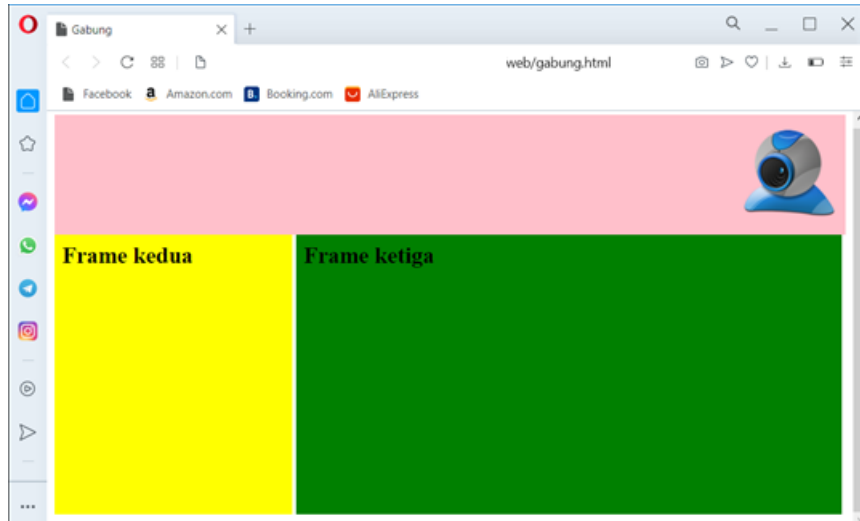 Gabung
web/gabung.html
Facebook a Amazon.com B. Booking.com AliExpress
Frame kedua
Frame ketiga